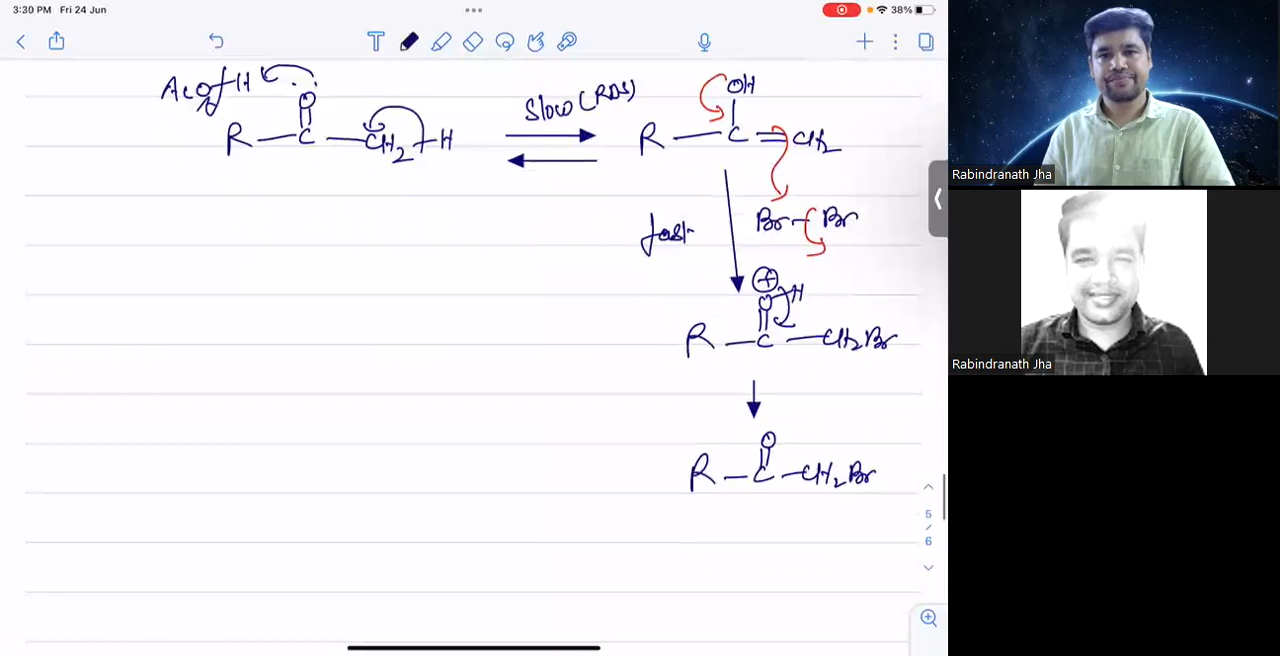 3:30 PM Fri 24 Jun
38%
T
AcO–H
O
R–C–CH2–H
Slow (RDS)
OH
R–C=CH2
fast
Br–Br
⊕
O–H
R–C–CH2Br
O
R–C–CH2Br
5
/
6
Rabindranath Jha
Rabindranath Jha